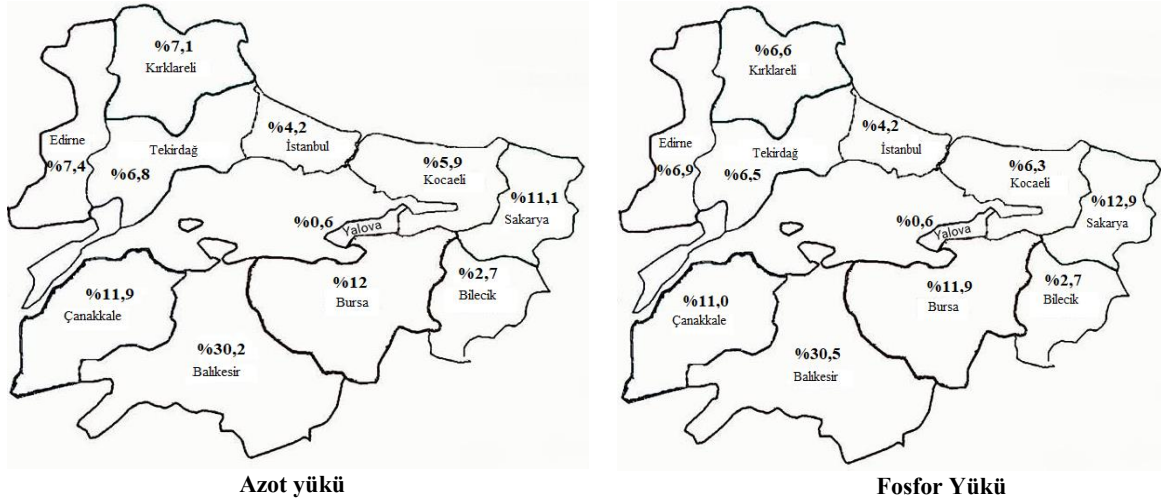 %7,1
Kırklareli
Edirne
%7,4
Tekirdağ
%6,8
%4,2
İstanbul
%5,9
Kocaeli
%11,1
Sakarya
%0,6
Yalova
%11,9
Çanakkale
%12
Bursa
%2,7
Bilecik
%30,2
Balıkesir
Azot yükü
%6,6
Kırklareli
Edirne
%6,9
Tekirdağ
%6,5
%4,2
İstanbul
%6,3
Kocaeli
%12,9
Sakarya
%0,6
Yalova
%11,0
Çanakkale
%11,9
Bursa
%2,7
Bilecik
%30,5
Balıkesir
Fosfor Yükü